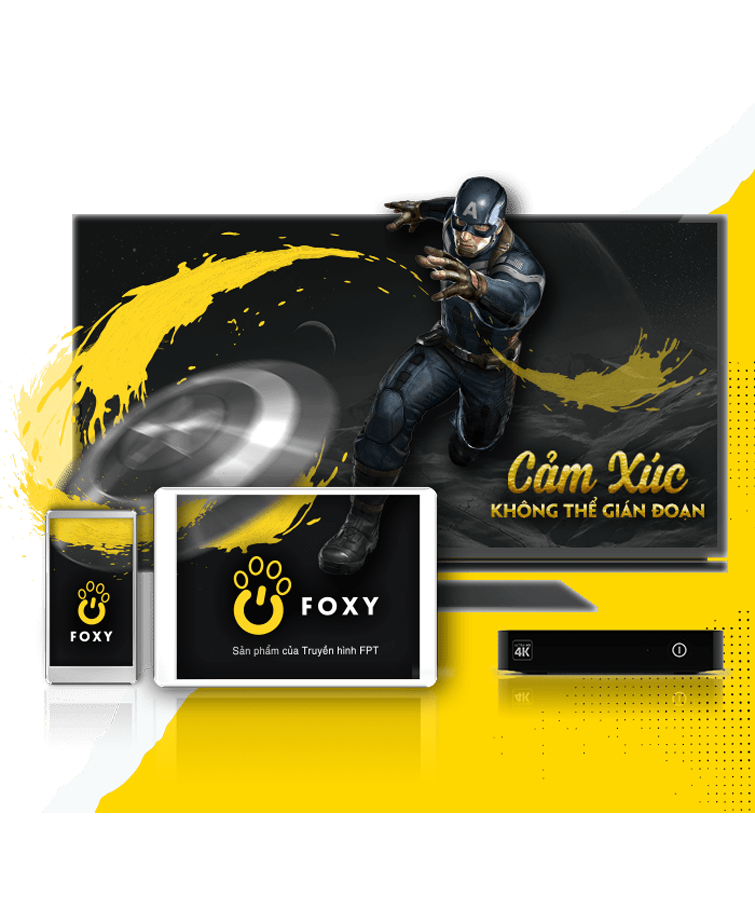 A
Cảm Xúc
KHÔNG THỂ GIÁN ĐOẠN
FOXY
FOXY
Sản phẩm của Truyền hình FPT
4K